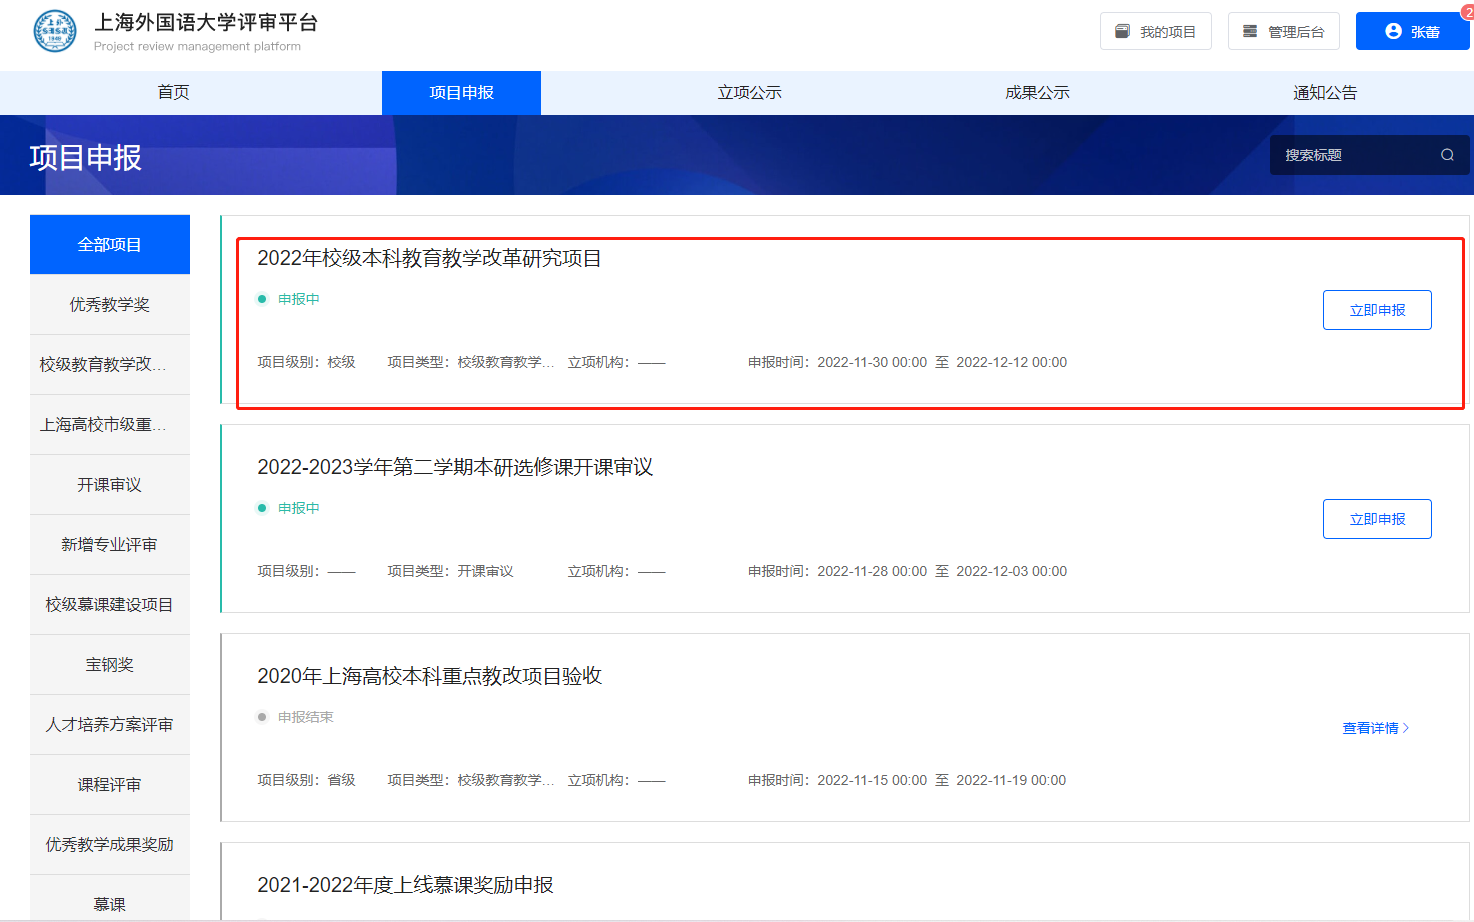 上海外国语大学评审平台
Project review management platform
我的项目
管理后台
张蕾
2
首页
项目申报
立项公示
成果公示
通知公告
项目申报
搜索标题
全部项目
优秀教学奖
校级教育教学改...
上海高校市级重...
开课审议
新增专业评审
校级慕课建设项目
宝钢奖
人才培养方案评审
课程评审
优秀教学成果奖励
慕课
2022年校级本科教育教学改革研究项目
申报中
立即申报
项目级别：校级 项目类型：校级教育教学... 立项机构：—— 申报时间：2022-11-30 00:00 至 2022-12-12 00:00
2022-2023学年第二学期本研选修课开课审议
申报中
立即申报
项目级别：—— 项目类型：开课审议 立项机构：—— 申报时间：2022-11-28 00:00 至 2022-12-03 00:00
2020年上海高校本科重点教改项目验收
申报结束
查看详情
项目级别：省级 项目类型：校级教育教学... 立项机构：—— 申报时间：2022-11-15 00:00 至 2022-11-19 00:00
2021-2022年度上线慕课奖励申报